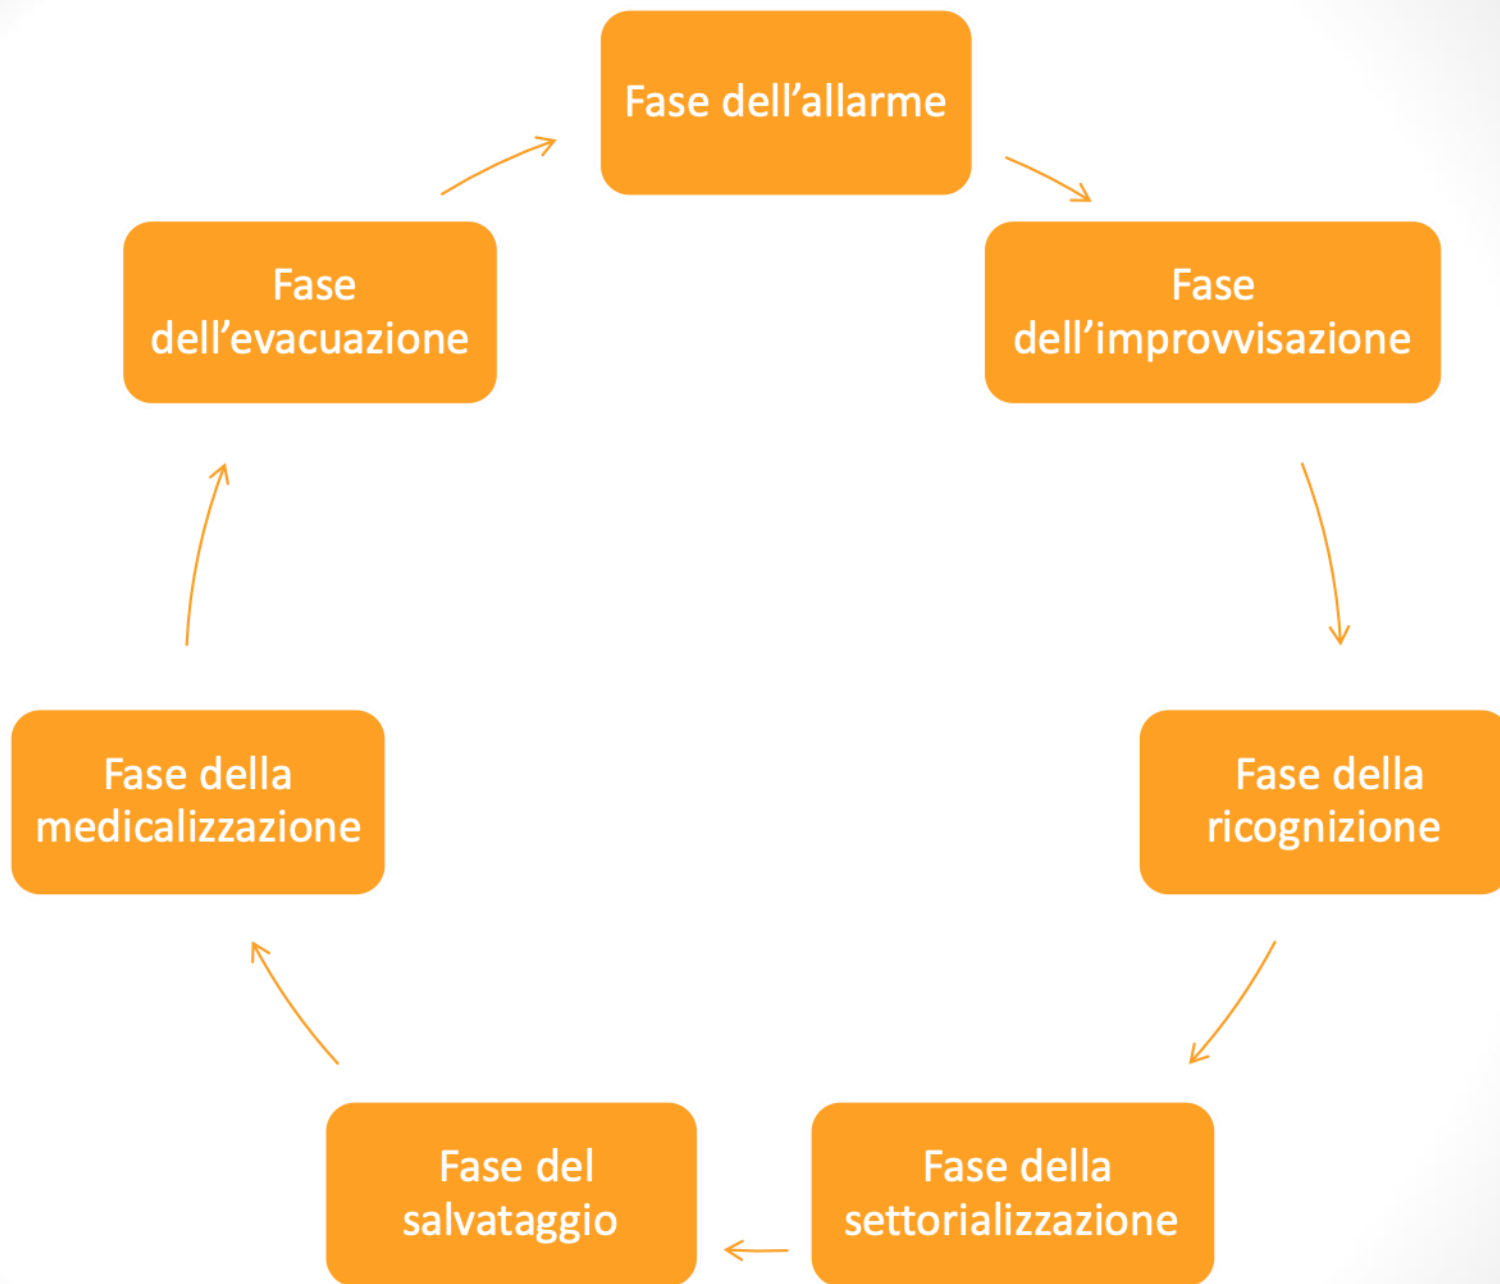 Fase dell’allarme
Fase
dell’improvvisazione
Fase della
ricognizione
Fase della
settorializzazione
Fase del
salvataggio
Fase della
medicalizzazione
Fase
dell’evacuazione